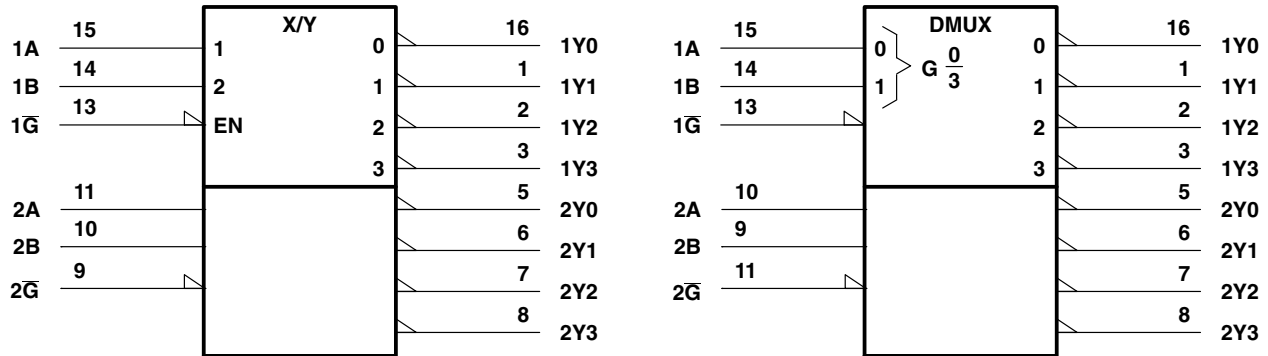 X/Y
15 16
1A 1 0 1Y0
14 1
1B 2 1 1Y1
13 2
1G̅ EN 2 1Y2
3
3 1Y3
11 5
2A 2Y0
10 6
2B 2Y1
9 7
2G̅ 2Y2
8
2Y3
DMUX
15 16
1A 0 0 1Y0
G 0/3
14 1
1B 1 1 1Y1
13 2
1G̅ 2 1Y2
3
3 1Y3
10 5
2A 2Y0
9 6
2B 2Y1
11 7
2G̅ 2Y2
8
2Y3